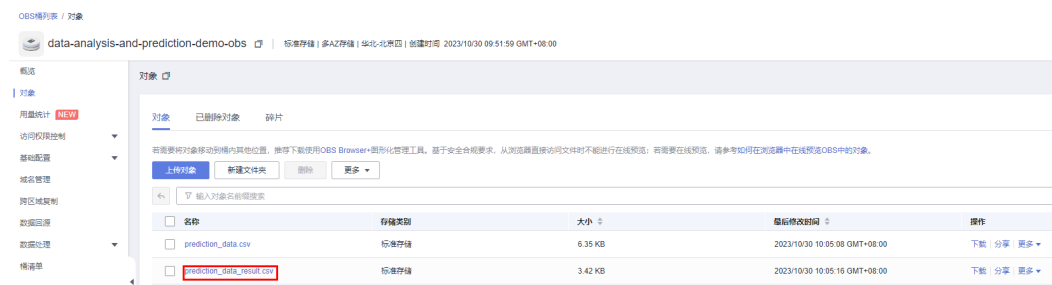 OBS桶列表 / 对象
data-analysis-and-prediction-demo-obs | 标准存储 | 多AZ存储 | 华北-北京四 | 创建时间 2023/10/30 09:51:59 GMT+08:00
概览
对象
用量统计 NEW
访问权限控制
基础配置
域名管理
跨区域复制
数据回源
数据处理
桶清单
对象
对象 已删除对象 碎片
若需要将对象移动到桶内其他位置，推荐下载使用OBS Browser+图形化管理工具。基于安全合规要求，从浏览器直接访问文件时不能进行在线预览；若需要在线预览，请参考如何在浏览器中在线预览OBS中的对象。
上传对象 新建文件夹 删除 更多
输入对象名前缀搜索
名称 存储类别 大小 最后修改时间 操作
prediction_data.csv 标准存储 6.35 KB 2023/10/30 10:05:08 GMT+08:00 下载 | 分享 | 更多
prediction_data_result.csv 标准存储 3.42 KB 2023/10/30 10:05:16 GMT+08:00 下载 | 分享 | 更多